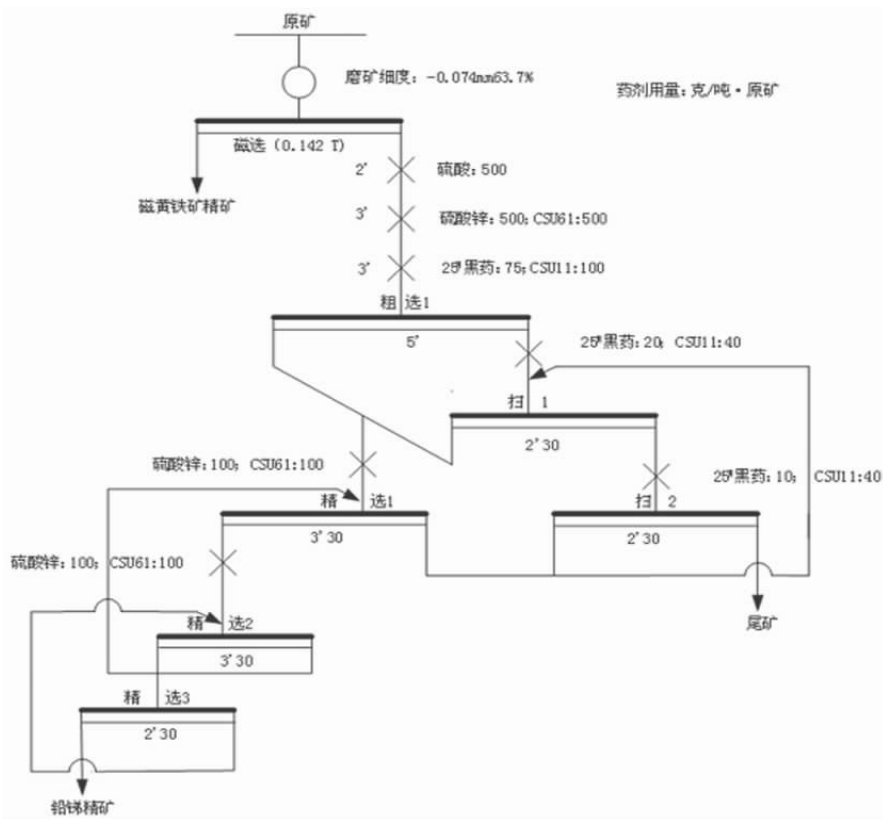 原矿
磨矿细度：-0.074mm63.7%
药剂用量：克/吨·原矿
磁选（0.142 T）
2' 硫酸：500
磁黄铁矿精矿
3' 硫酸锌：500；CSU61:500
3' 25#黑药：75；CSU11:100
粗 选1
5'
25#黑药：20； CSU11:40
扫 1
2'30
硫酸锌：100； CSU61:100
25#黑药：10； CSU11:40
精 选1
扫 2
3'30
2'30
硫酸锌：100； CSU61:100
精 选2
尾矿
3'30
精 选3
2'30
铅锑精矿